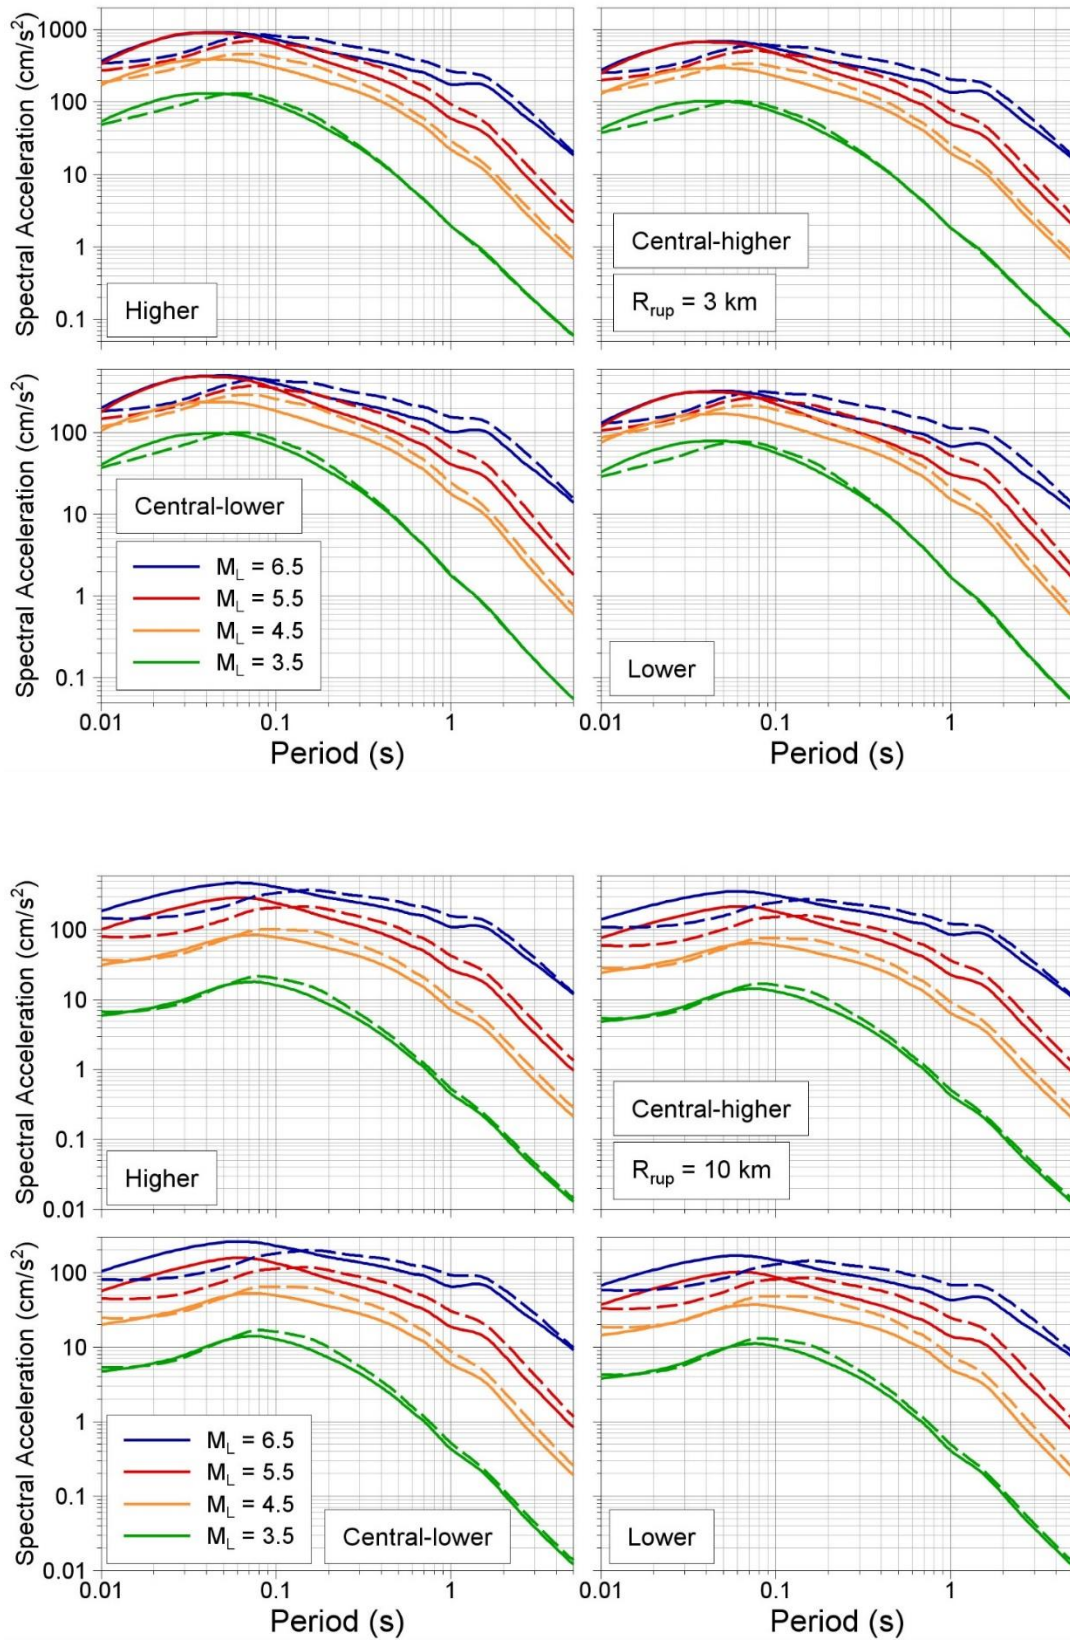 Spectral Acceleration (cm/s²)
1000
100
10
1
0.1
Higher
Central-higher
R_rup = 3 km
Spectral Acceleration (cm/s²)
100
10
1
0.1
Central-lower
M_L = 6.5
M_L = 5.5
M_L = 4.5
M_L = 3.5
Lower
0.01 0.1 1
0.01 0.1 1
Period (s)
Period (s)
Spectral Acceleration (cm/s²)
100
10
1
0.1
0.01
Higher
Central-higher
R_rup = 10 km
Spectral Acceleration (cm/s²)
100
10
1
0.1
0.01
M_L = 6.5
M_L = 5.5
M_L = 4.5
M_L = 3.5
Central-lower
Lower
0.01 0.1 1
0.01 0.1 1
Period (s)
Period (s)